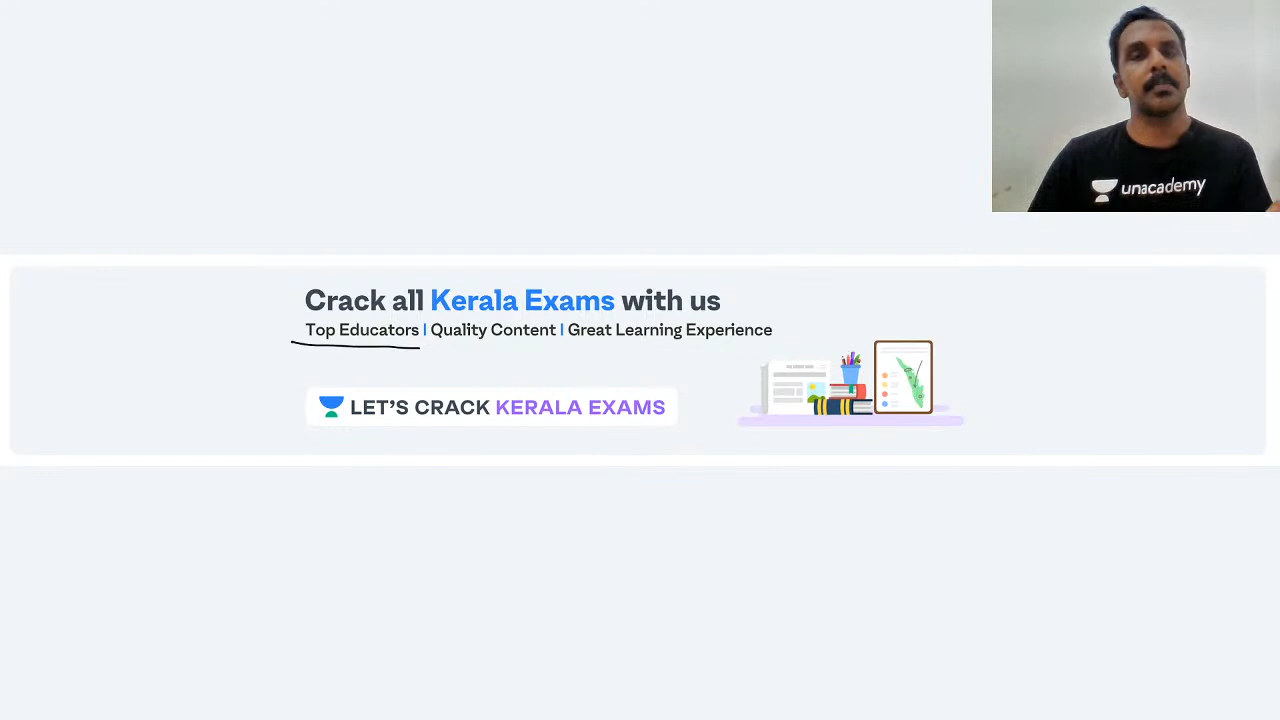 unacademy
Crack all Kerala Exams with us
Top Educators | Quality Content | Great Learning Experience
LET'S CRACK KERALA EXAMS